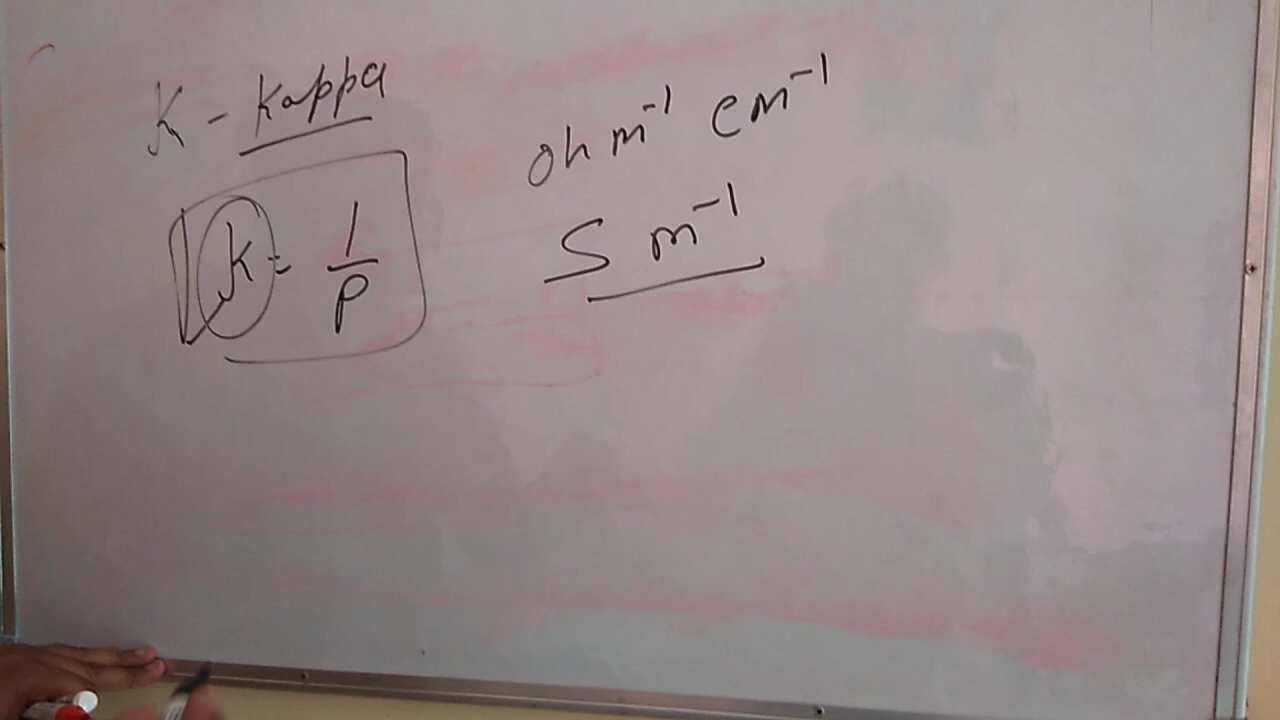 K - Kappa
ohm⁻¹ cm⁻¹
K = 1/ρ
S m⁻¹